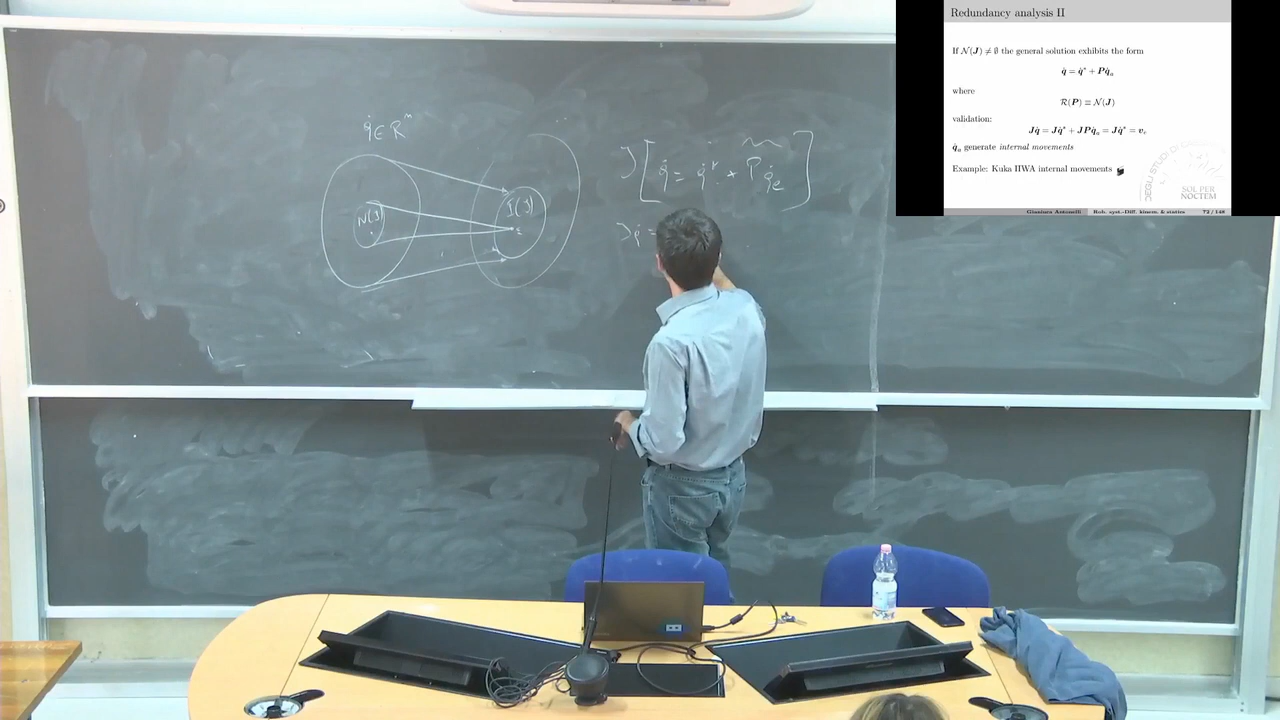 q̇ ∈ Rⁿ
N(J)
J [ q̇ = q̇* + P q̇
J q̇ =
Redundancy analysis II
If N(J) ≠ ∅ the general solution exhibits the form
q̇ = q̇* + Pq̇ₐ
where
R(P) ≡ N(J)
validation:
Jq̇ = Jq̇* + JPq̇ₐ = Jq̇* = vₑ
q̇ₐ generate internal movements
Example: Kuka IIWA internal movements
DEGLI STUDI
SOL PER
NOCTEM
Gianluca Antonelli Rob. syst–Diff. kinem. & statics 72 / 148